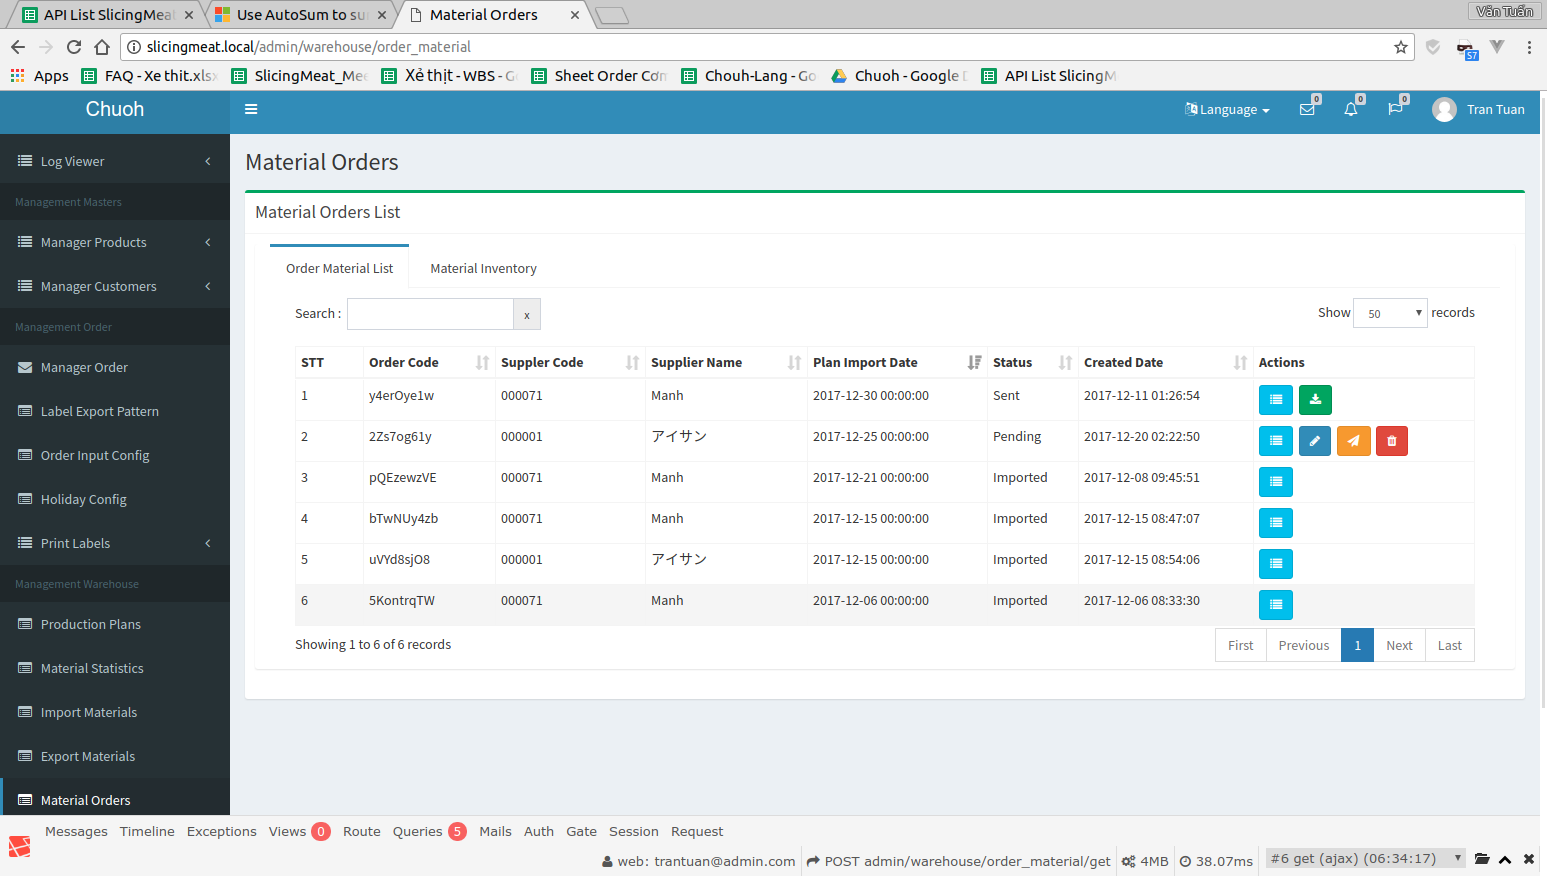 API List SlicingMeat
Use AutoSum to su
Material Orders
Văn Tuấn
slicingmeat.local/admin/warehouse/order_material
57
Apps
FAQ - Xe thit.xls
SlicingMeat_Mee
Xẻ thịt - WBS - G
Sheet Order Cơm
Chouh-Lang - Go
Chuoh - Google D
API List SlicingM
Chuoh
Language
0
0
0
Tran Tuan
Log Viewer
Management Masters
Manager Products
Manager Customers
Management Order
Manager Order
Label Export Pattern
Order Input Config
Holiday Config
Print Labels
Management Warehouse
Production Plans
Material Statistics
Import Materials
Export Materials
Material Orders
Material Orders
Material Orders List
Order Material List
Material Inventory
Search :
x
Show 50 records
STT Order Code Suppler Code Supplier Name Plan Import Date Status Created Date Actions
1 y4erOye1w 000071 Manh 2017-12-30 00:00:00 Sent 2017-12-11 01:26:54
2 2Zs7og61y 000001 アイサン 2017-12-25 00:00:00 Pending 2017-12-20 02:22:50
3 pQEzewzVE 000071 Manh 2017-12-21 00:00:00 Imported 2017-12-08 09:45:51
4 bTwNUy4zb 000071 Manh 2017-12-15 00:00:00 Imported 2017-12-15 08:47:07
5 uVYd8sjO8 000001 アイサン 2017-12-15 00:00:00 Imported 2017-12-15 08:54:06
6 5KontrqTW 000071 Manh 2017-12-06 00:00:00 Imported 2017-12-06 08:33:30
Showing 1 to 6 of 6 records
First Previous 1 Next Last
Messages Timeline Exceptions Views 0 Route Queries 5 Mails Auth Gate Session Request
web: trantuan@admin.com POST admin/warehouse/order_material/get 4MB 38.07ms #6 get (ajax) (06:34:17)